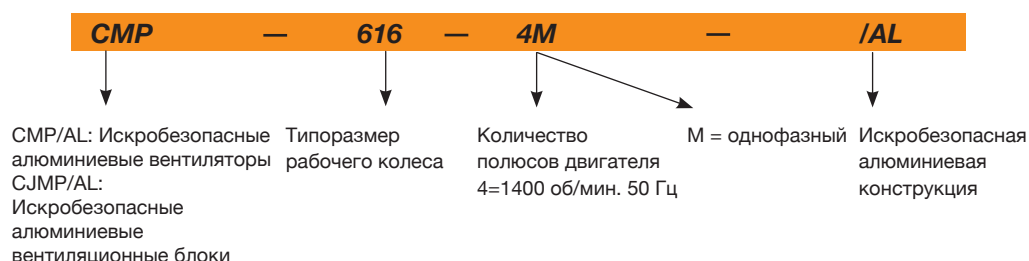 CMP — 616 — 4M — /AL
CMP/AL: Искробезопасные
алюминиевые вентиляторы
CJMP/AL:
Искробезопасные
алюминиевые
вентиляционные блоки
Типоразмер
рабочего колеса
Количество
полюсов двигателя
4=1400 об/мин. 50 Гц
М = однофазный
Искробезопасная
алюминиевая
конструкция